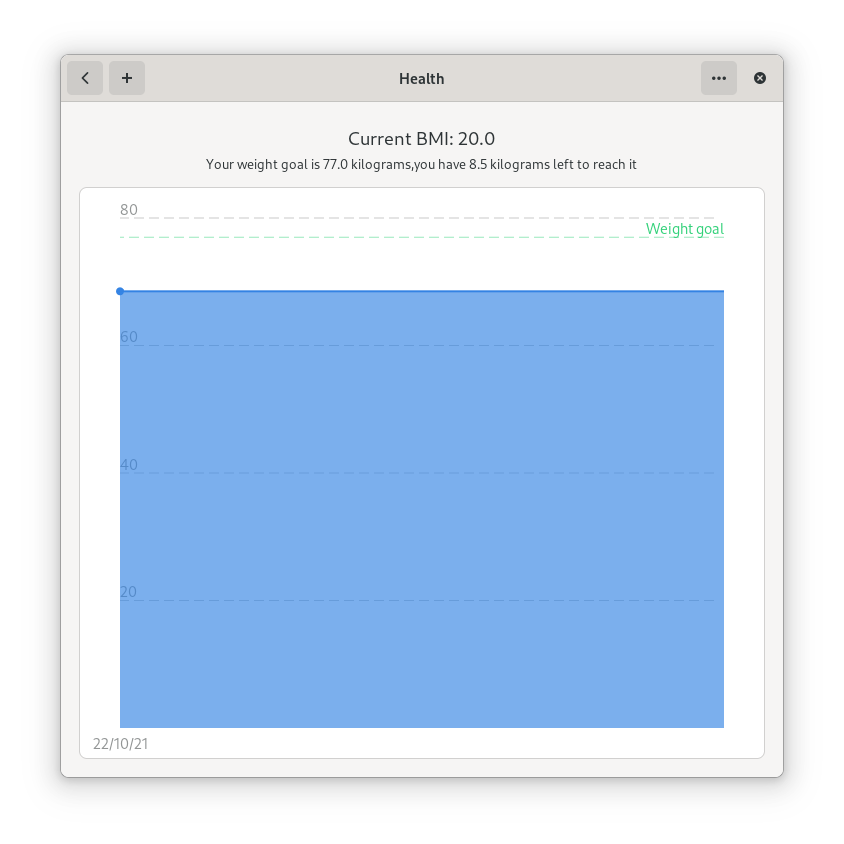 Health
Current BMI: 20.0
Your weight goal is 77.0 kilograms,you have 8.5 kilograms left to reach it
80
Weight goal
60
40
20
22/10/21